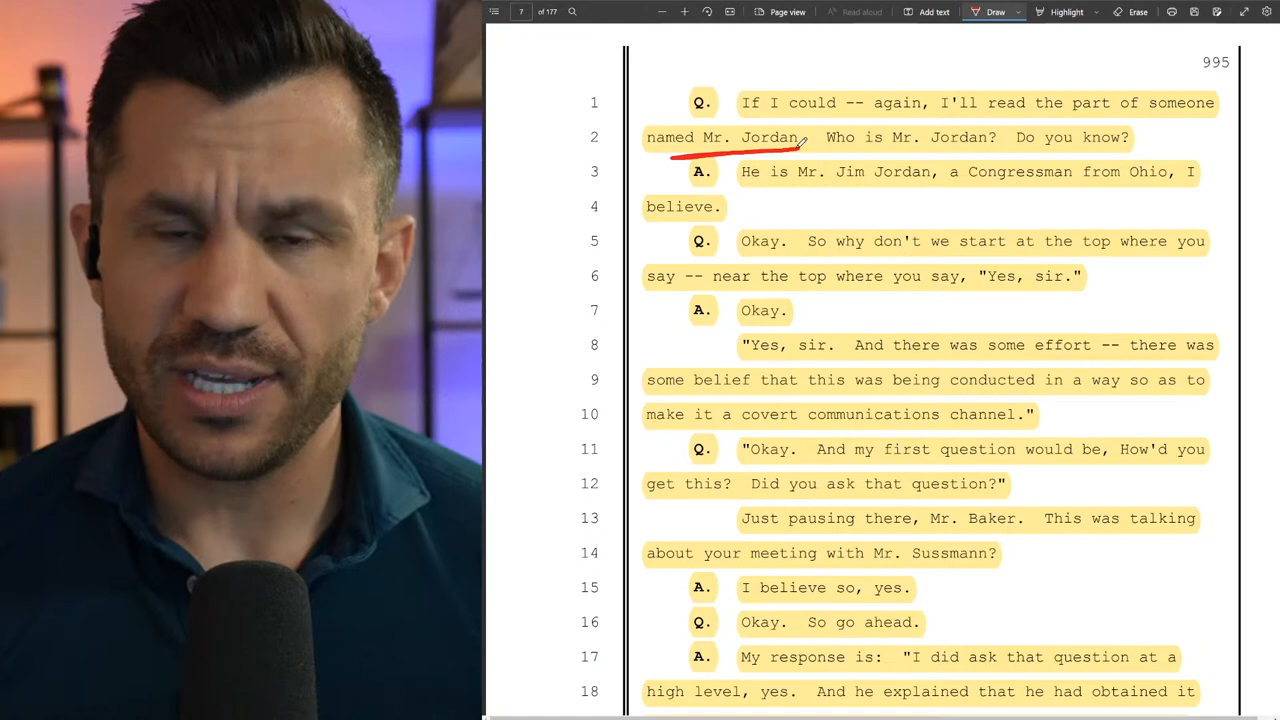 7 of 177 Page view Read aloud Add text Draw Highlight Erase
995
1 Q. If I could -- again, I'll read the part of someone
2 named Mr. Jordan. Who is Mr. Jordan? Do you know?
3 A. He is Mr. Jim Jordan, a Congressman from Ohio, I
4 believe.
5 Q. Okay. So why don't we start at the top where you
6 say -- near the top where you say, "Yes, sir."
7 A. Okay.
8 "Yes, sir. And there was some effort -- there was
9 some belief that this was being conducted in a way so as to
10 make it a covert communications channel."
11 Q. "Okay. And my first question would be, How'd you
12 get this? Did you ask that question?"
13 Just pausing there, Mr. Baker. This was talking
14 about your meeting with Mr. Sussmann?
15 A. I believe so, yes.
16 Q. Okay. So go ahead.
17 A. My response is: "I did ask that question at a
18 high level, yes. And he explained that he had obtained it